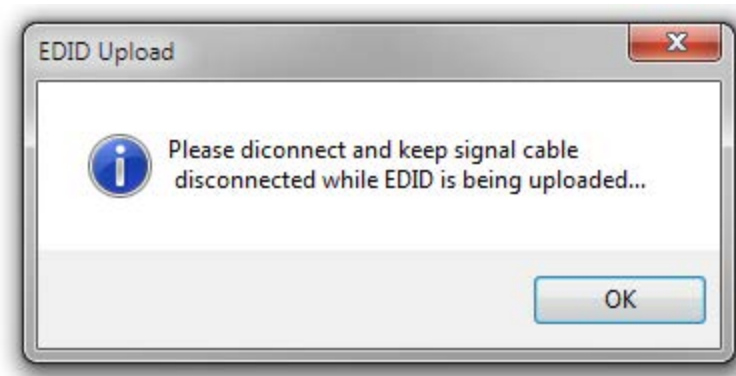 EDID Upload
Please diconnect and keep signal cable
disconnected while EDID is being uploaded...
OK